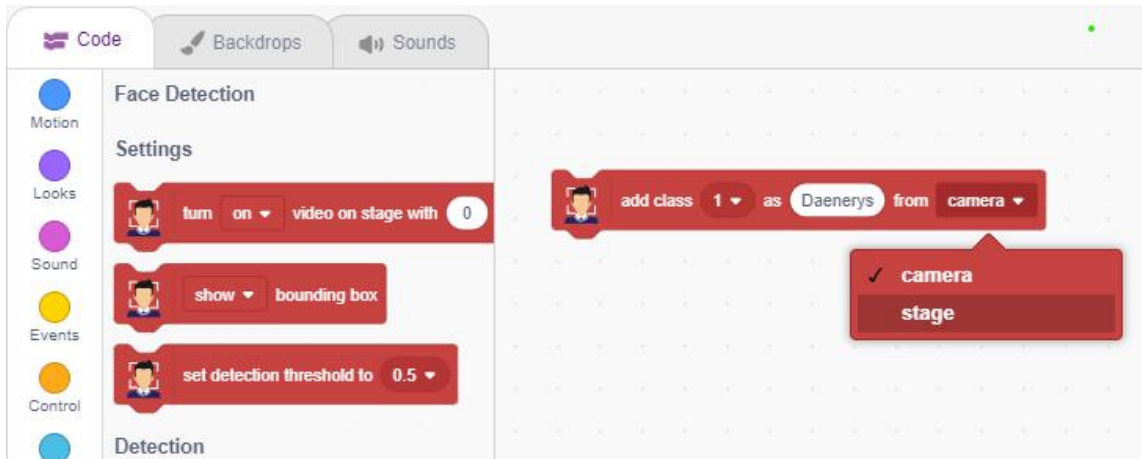 Code Backdrops Sounds
Motion
Looks
Sound
Events
Control
Face Detection
Settings
turn on video on stage with 0
show bounding box
set detection threshold to 0.5
Detection
add class 1 as Daenerys from camera
✓ camera
stage